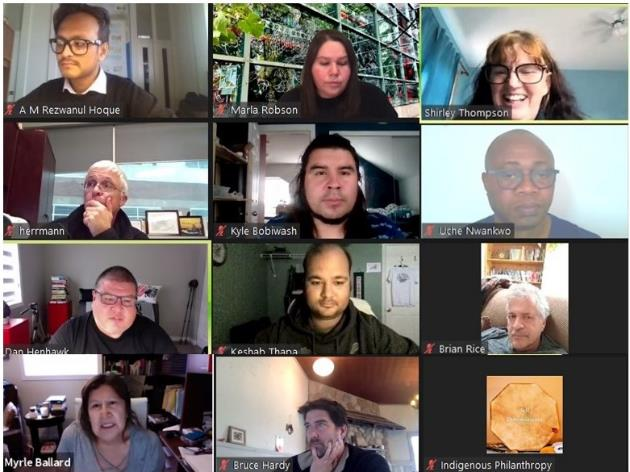 A M Rezwanul Hoque
Marla Robson
Shirley Thompson
herrmann
Kyle Bobiwash
Uche Nwankwo
Dan Henhawk
Keshab Thapa
Brian Rice
Myrle Ballard
Bruce Hardy
Indigenous Philanthropy